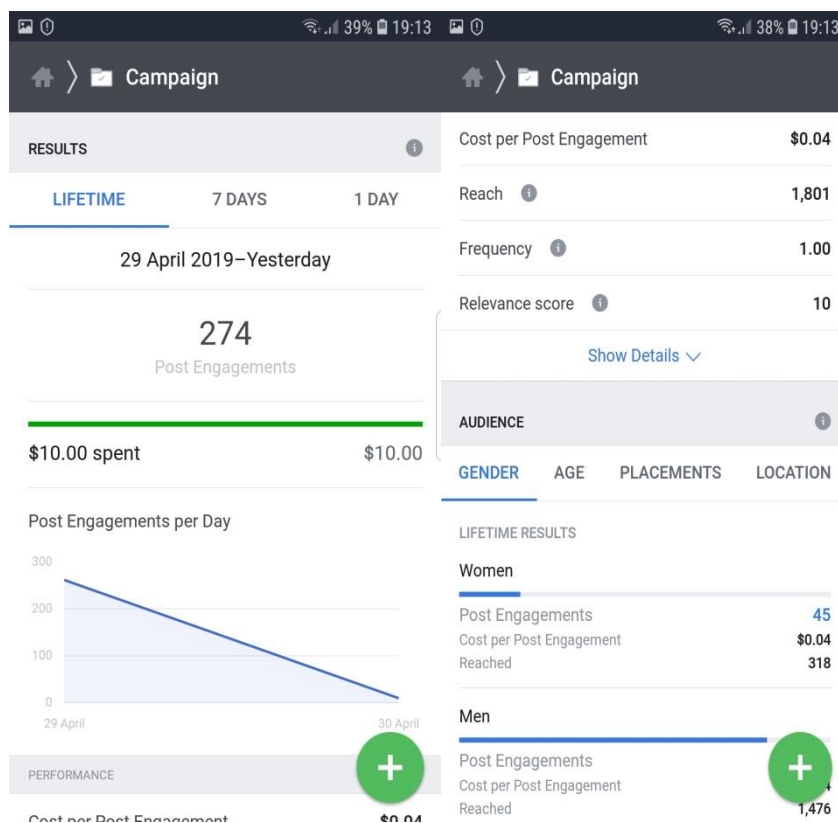 39% 19:13
Campaign
RESULTS
LIFETIME 7 DAYS 1 DAY
29 April 2019–Yesterday
274
Post Engagements
$10.00 spent $10.00
Post Engagements per Day
300
200
100
0
29 April 30 April
PERFORMANCE
Cost per Post Engagement $0.04
38% 19:13
Campaign
Cost per Post Engagement $0.04
Reach 1,801
Frequency 1.00
Relevance score 10
Show Details
AUDIENCE
GENDER AGE PLACEMENTS LOCATION
LIFETIME RESULTS
Women
Post Engagements 45
Cost per Post Engagement $0.04
Reached 318
Men
Post Engagements
Cost per Post Engagement
Reached 1,476